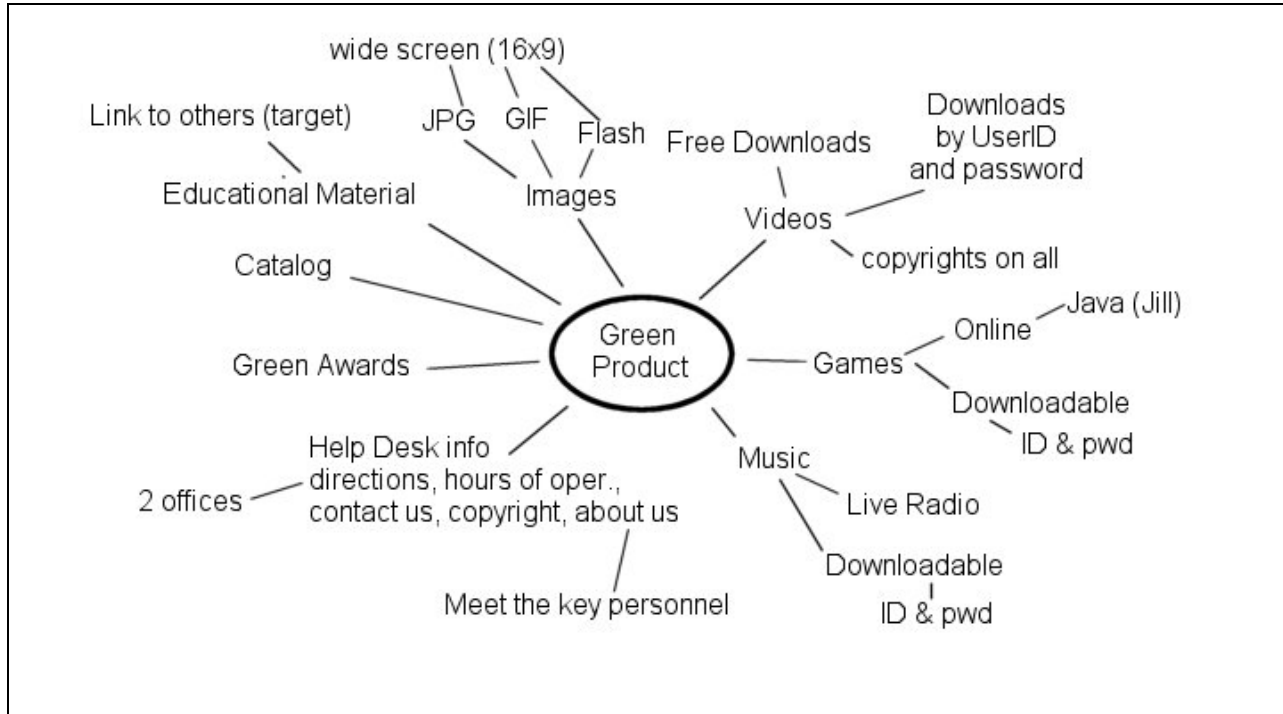 wide screen (16x9)
Link to others (target)
JPG
GIF
Flash
Educational Material
Images
Free Downloads
Downloads
by UserID
and password
Videos
copyrights on all
Catalog
Green
Product
Java (Jill)
Online
Games
Downloadable
ID & pwd
Green Awards
Help Desk info
directions, hours of oper.,
contact us, copyright, about us
2 offices
Meet the key personnel
Music
Live Radio
Downloadable
ID & pwd